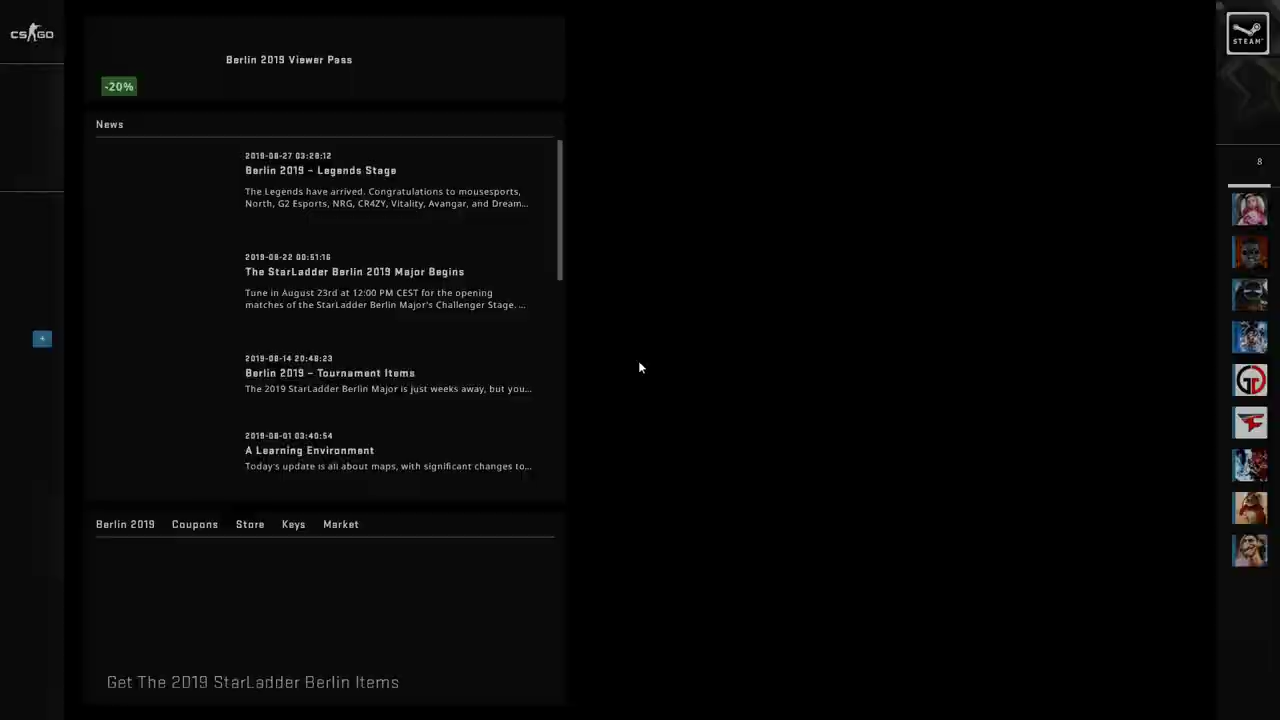 CS GO
STEAM™
Berlin 2019 Viewer Pass
-20%
News
8
2019-08-27 03:20:12
Berlin 2019 – Legends Stage
The Legends have arrived. Congratulations to mousesports,
North, G2 Esports, NRG, CR4ZY, Vitality, Avangar, and Dream...
2019-08-22 00:51:16
The StarLadder Berlin 2019 Major Begins
Tune in August 23rd at 12:00 PM CEST for the opening
matches of the StarLadder Berlin Major's Challenger Stage. ...
2019-08-14 20:48:23
Berlin 2019 – Tournament Items
The 2019 StarLadder Berlin Major is just weeks away, but you...
2019-08-01 03:40:54
A Learning Environment
Today's update is all about maps, with significant changes to...
Berlin 2019 Coupons Store Keys Market
Get The 2019 StarLadder Berlin Items